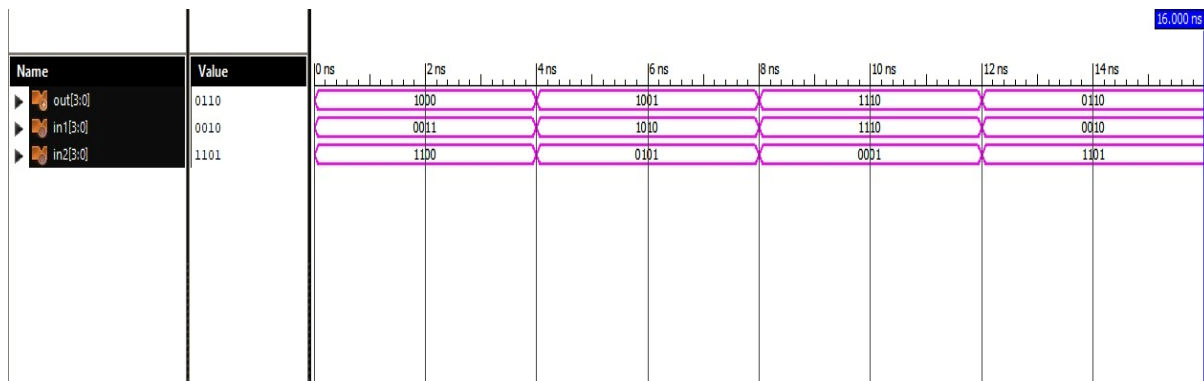 16.000 ns
Name Value 0 ns 2 ns 4 ns 6 ns 8 ns 10 ns 12 ns 14 ns
out[3:0] 0110 1000 1001 1110 0110
in1[3:0] 0010 0011 1010 1110 0010
in2[3:0] 1101 1100 0101 0001 1101